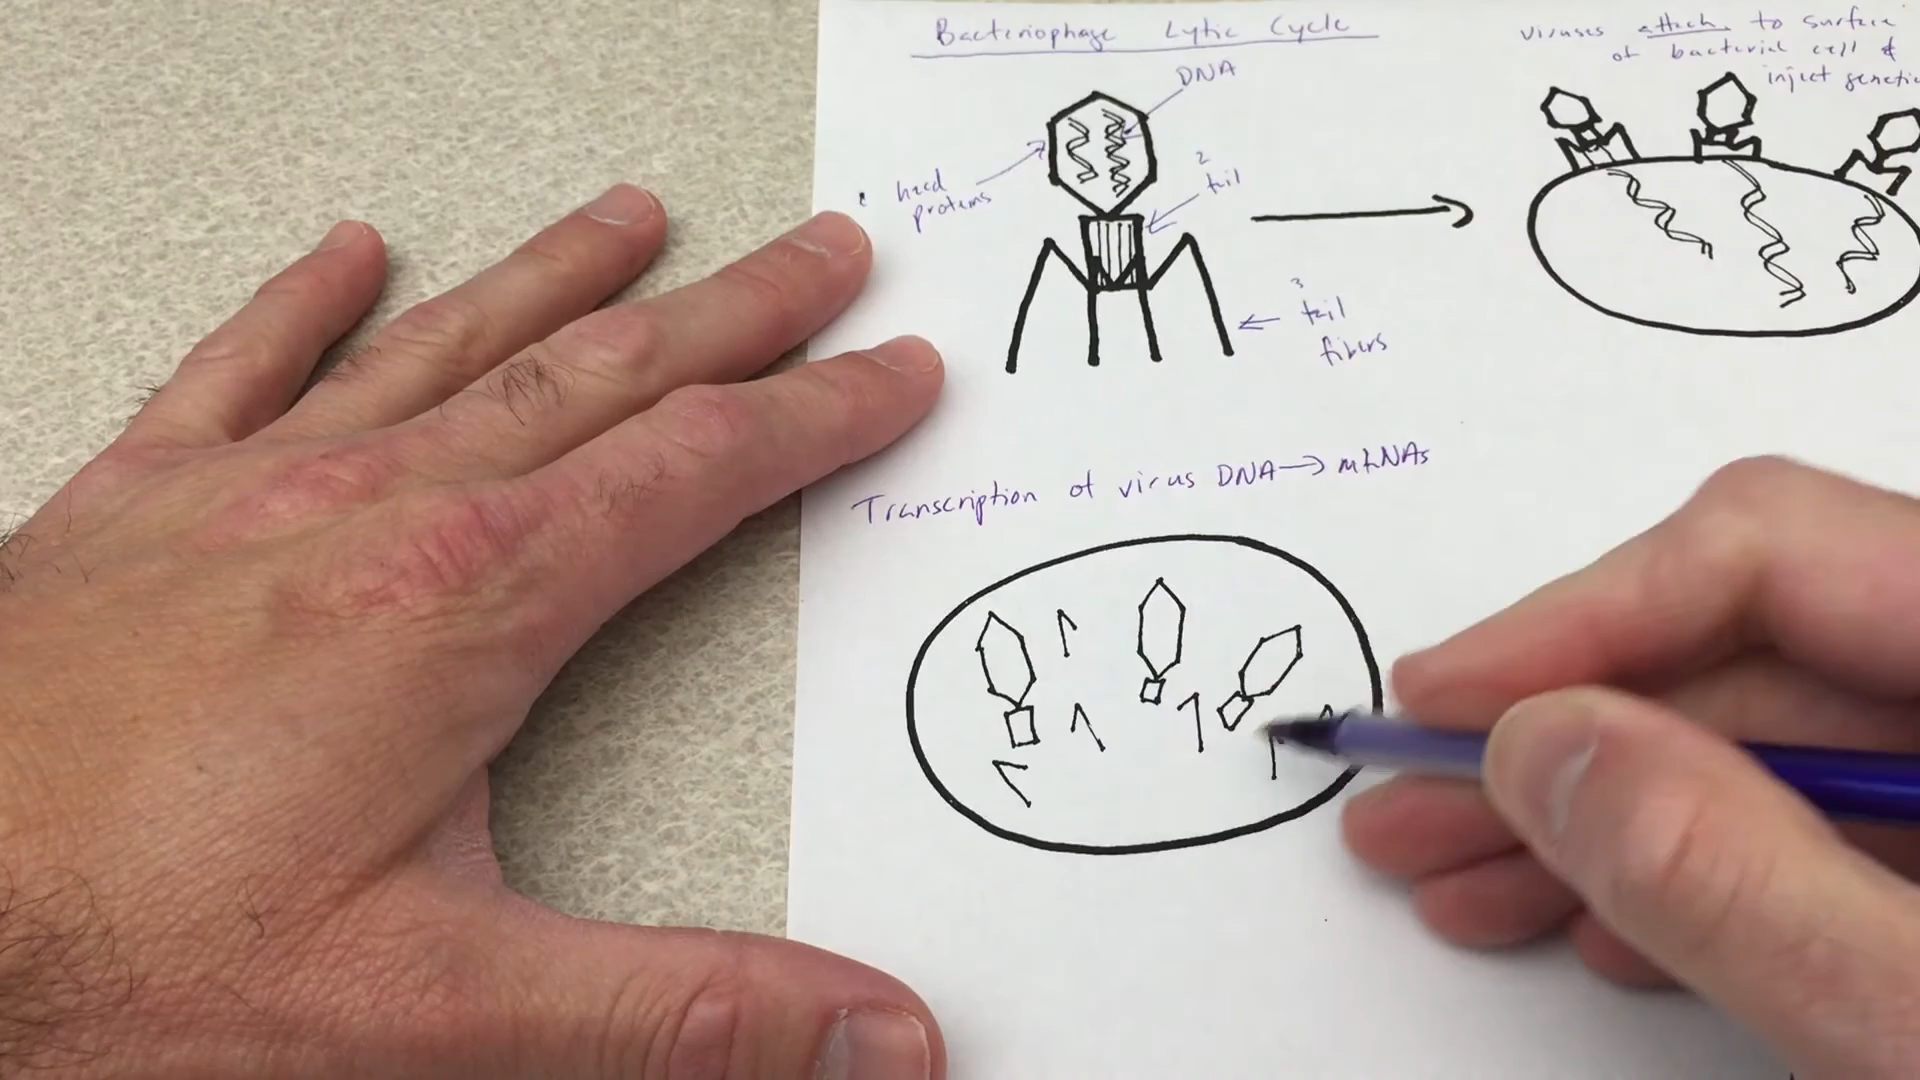 Bacteriophage Lytic Cycle
DNA
head
proteins
2
tail
3
tail
fibers
viruses attach to surface
of bacterial cell &
inject genetic
Transcription of virus DNA → mRNAs